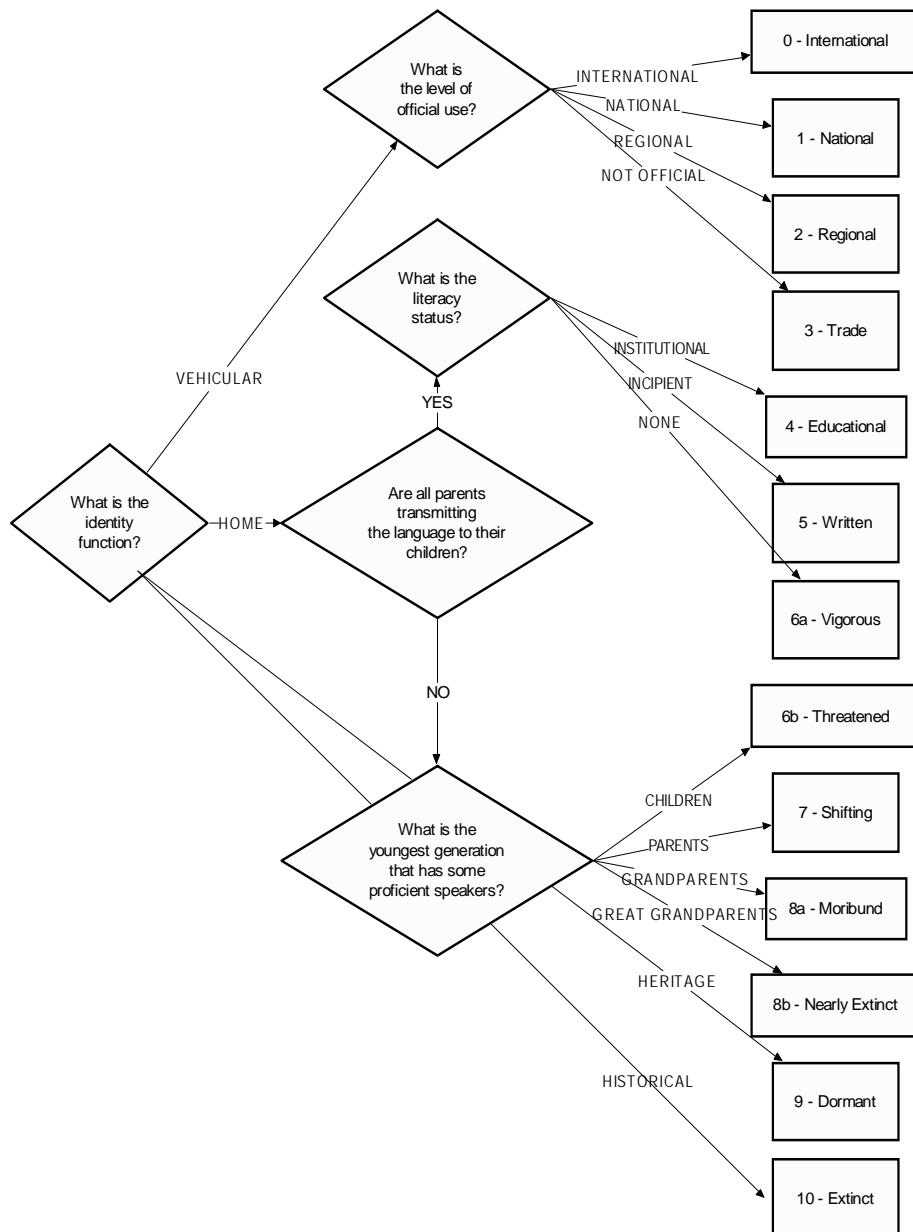 What is
the level of
official use?
INTERNATIONAL
NATIONAL
REGIONAL
NOT OFFICIAL
0 - International
1 - National
2 - Regional
3 - Trade
What is the
literacy
status?
INSTITUTIONAL
INCIPIENT
NONE
4 - Educational
5 - Written
6a - Vigorous
VEHICULAR
YES
What is the
identity
function?
HOME
Are all parents
transmitting
the language to their
children?
NO
What is the
youngest generation
that has some
proficient speakers?
CHILDREN
PARENTS
GRANDPARENTS
GREAT GRANDPARENTS
HERITAGE
HISTORICAL
6b - Threatened
7 - Shifting
8a - Moribund
8b - Nearly Extinct
9 - Dormant
10 - Extinct